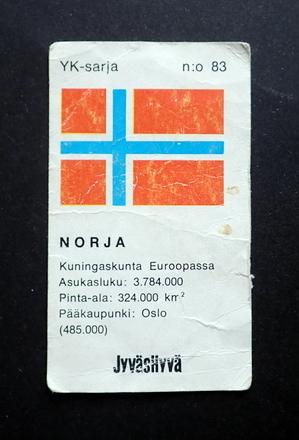 YK-sarja n:o 83
NORJA
Kuningaskunta Euroopassa
Asukasluku: 3.784.000
Pinta-ala: 324.000 km²
Pääkaupunki: Oslo
(485.000)
JyväsHyvä